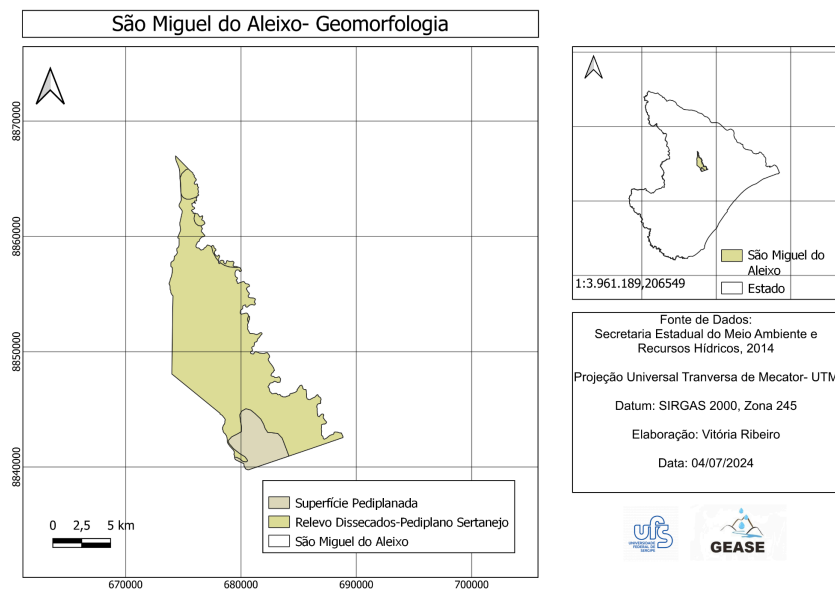 São Miguel do Aleixo- Geomorfologia
8870000
8860000
8850000
8840000
670000
680000
690000
700000
0 2,5 5 km
Superfície Pediplanada
Relevo Dissecados-Pediplano Sertanejo
São Miguel do Aleixo
São Miguel do
Aleixo
Estado
1:3.961.189,206549
Fonte de Dados:
Secretaria Estadual do Meio Ambiente e
Recursos Hídricos, 2014
Projeção Universal Tranversa de Mecator- UTM
Datum: SIRGAS 2000, Zona 245
Elaboração: Vitória Ribeiro
Data: 04/07/2024
ufs
UNIVERSIDADE
FEDERAL DE
SERGIPE
GEASE